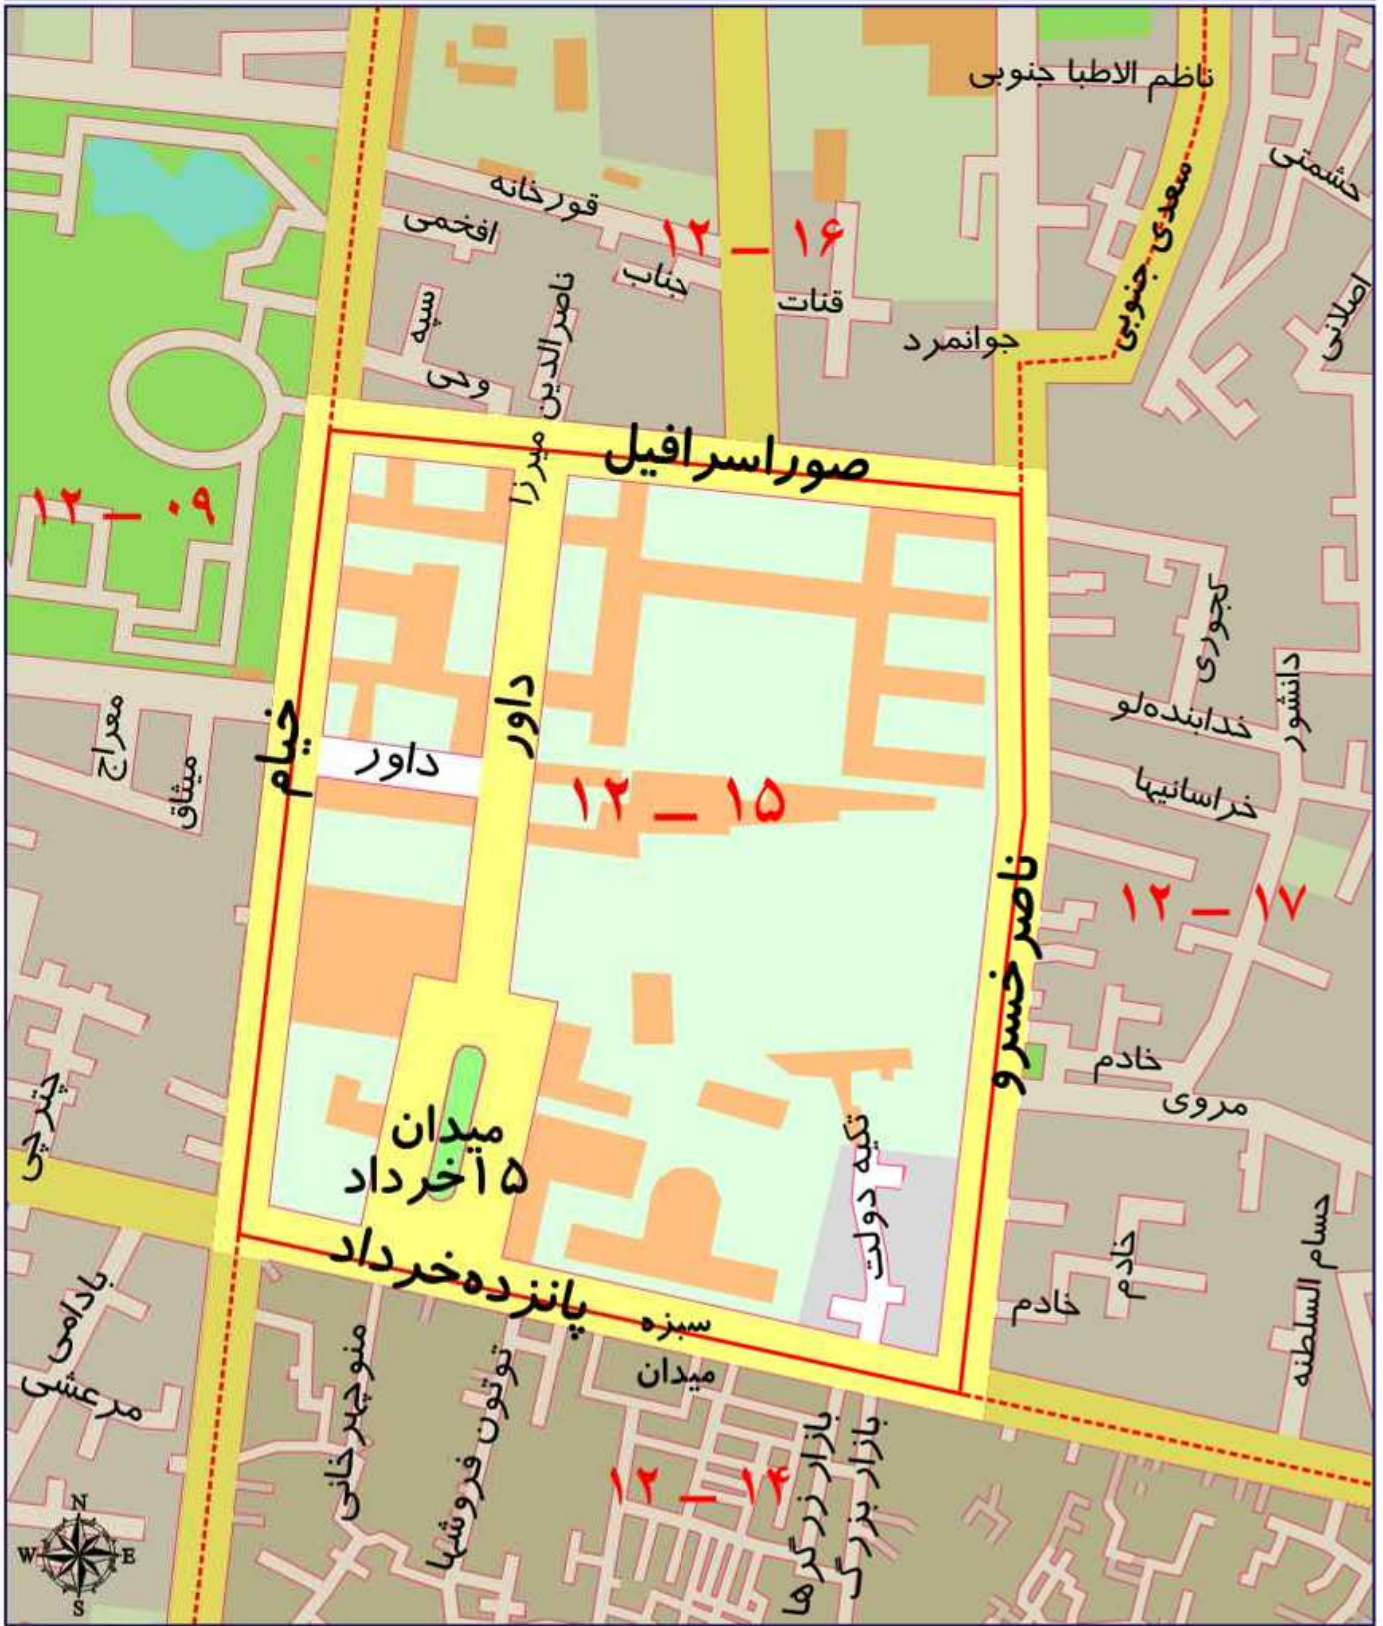 ناظم الاطبا جنوبی
حشمتی
سعدی جنوبی
قورخانه
افخمی
۱۲ – ۱۶
جناب
قنات
ناصرالدین میرزا
سپه
اصلانی
جوانمرد
وحی
صوراسرافیل
۱۲ – ۰۹
کجوری
دانشور
خدابنده‌لو
معراج
میثاق
خیام
داور
داور
خراسانیها
۱۲ – ۱۵
۱۲ – ۱۷
ناصرخسرو
خادم
مروی
چترچی
میدان
۱۵خرداد
تکیه دولت
حسام السلطنه
خادم
خادم
پانزده‌خرداد
سبزه
میدان
بادامی
مرعشی
منوچهرخانی
توتون فروشها
بازار زرگرها
بازار بزرگ
۱۲ – ۱۴
N
W
E
S